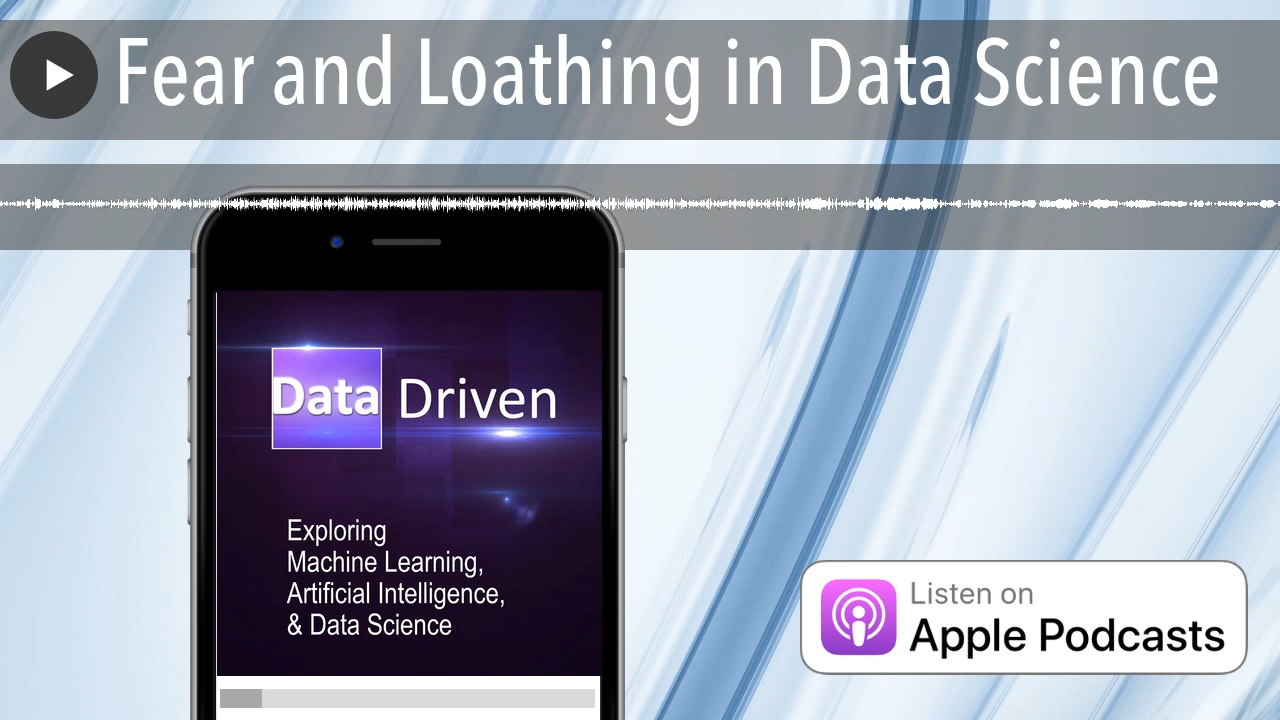 Fear and Loathing in Data Science
Data Driven
Exploring
Machine Learning,
Artificial Intelligence,
& Data Science
Listen on
Apple Podcasts